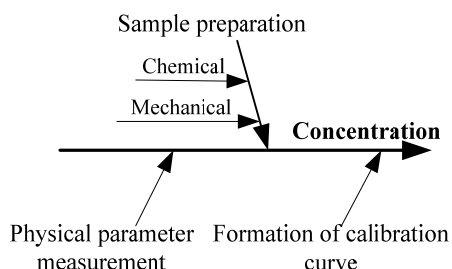 Sample preparation
Chemical
Mechanical
Concentration
Physical parameter
measurement
Formation of calibration
curve